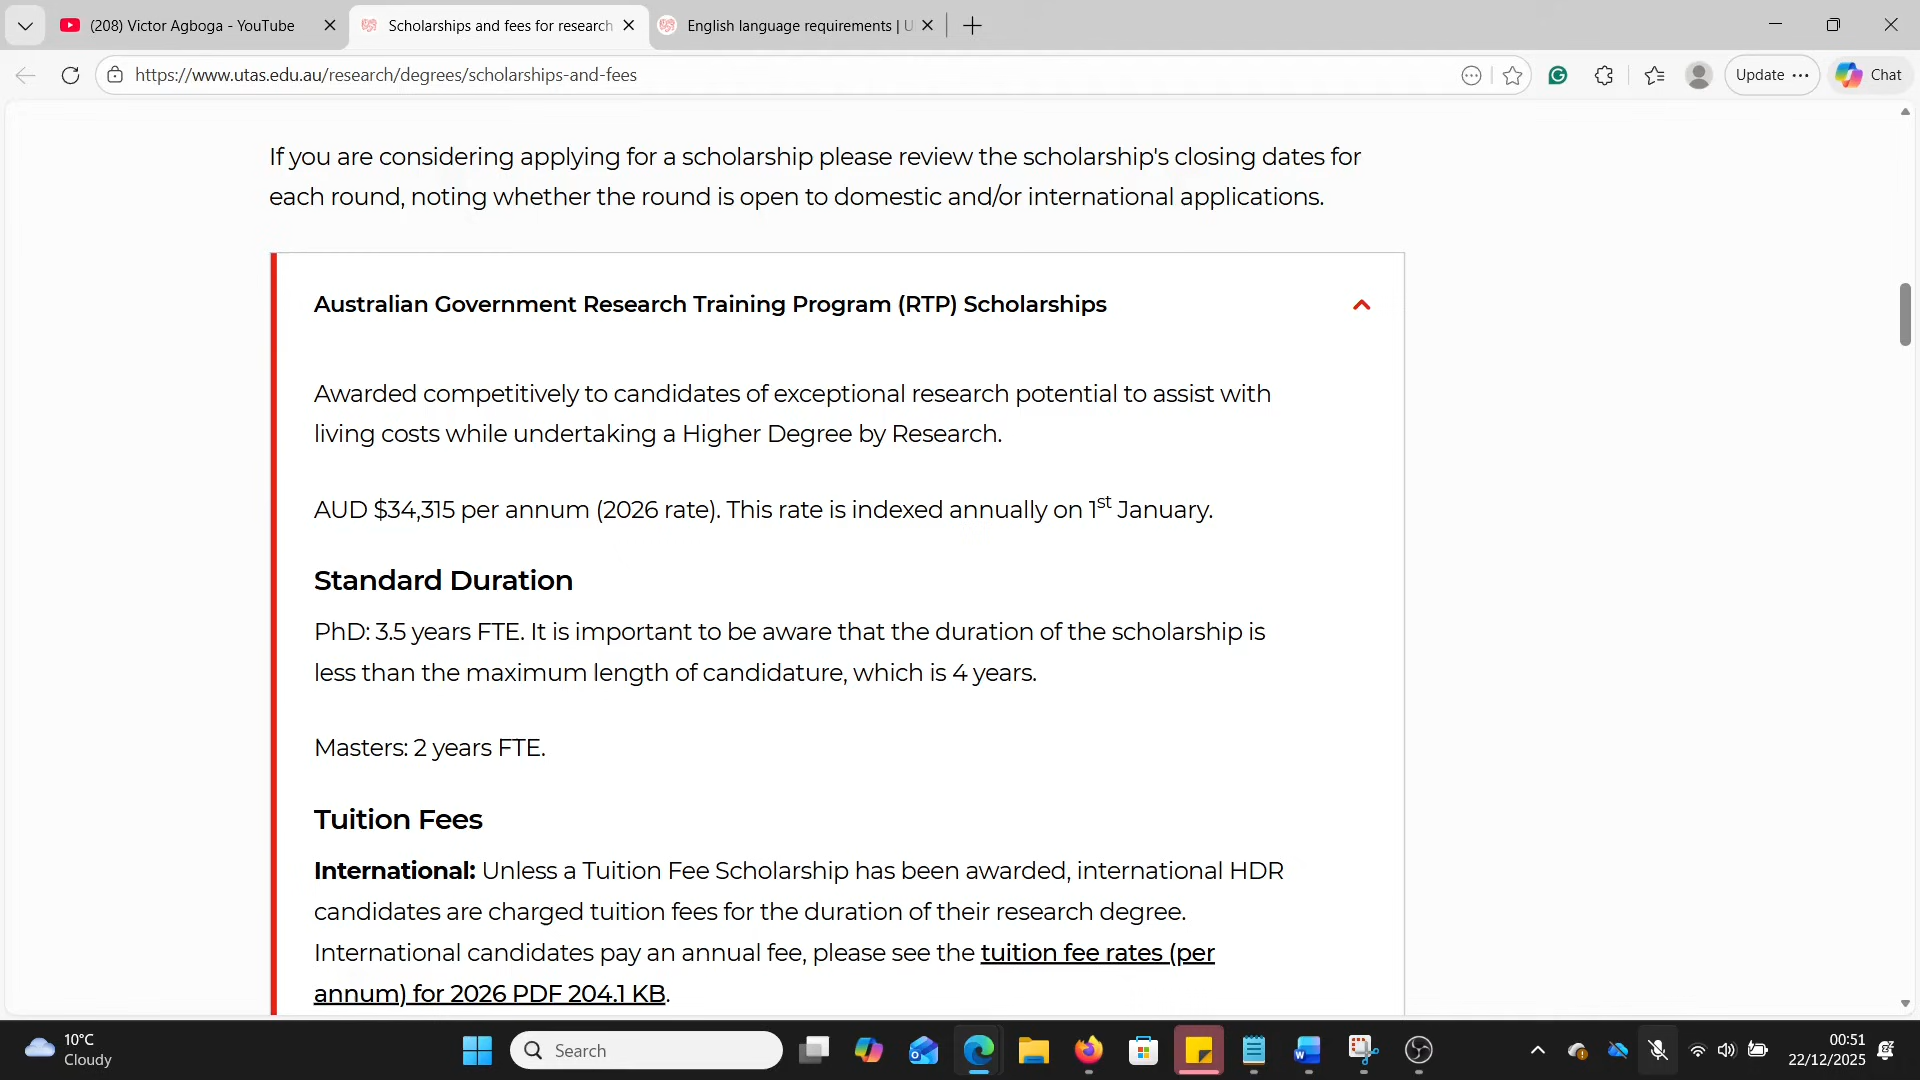 (208) Victor Agboga - YouTube
Scholarships and fees for research
English language requirements | U
https://www.utas.edu.au/research/degrees/scholarships-and-fees
Update
Chat
If you are considering applying for a scholarship please review the scholarship's closing dates for
each round, noting whether the round is open to domestic and/or international applications.
Australian Government Research Training Program (RTP) Scholarships
Awarded competitively to candidates of exceptional research potential to assist with
living costs while undertaking a Higher Degree by Research.
AUD $34,315 per annum (2026 rate). This rate is indexed annually on 1st January.
Standard Duration
PhD: 3.5 years FTE. It is important to be aware that the duration of the scholarship is
less than the maximum length of candidature, which is 4 years.
Masters: 2 years FTE.
Tuition Fees
International: Unless a Tuition Fee Scholarship has been awarded, international HDR
candidates are charged tuition fees for the duration of their research degree.
International candidates pay an annual fee, please see the tuition fee rates (per
annum) for 2026 PDF 204.1 KB.
10°C
Cloudy
Search
00:51
22/12/2025